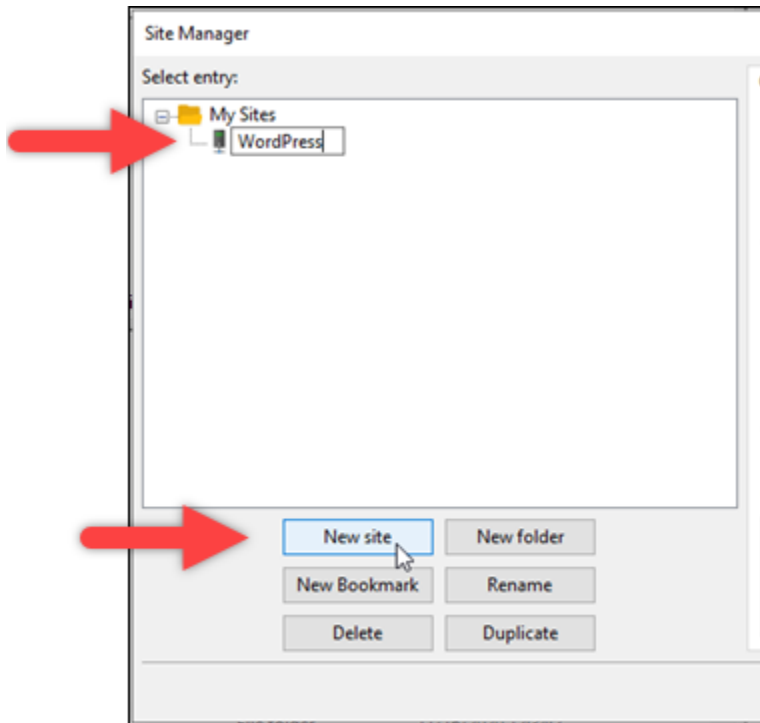 Site Manager
Select entry:
My Sites
WordPress
New site New folder
New Bookmark Rename
Delete Duplicate